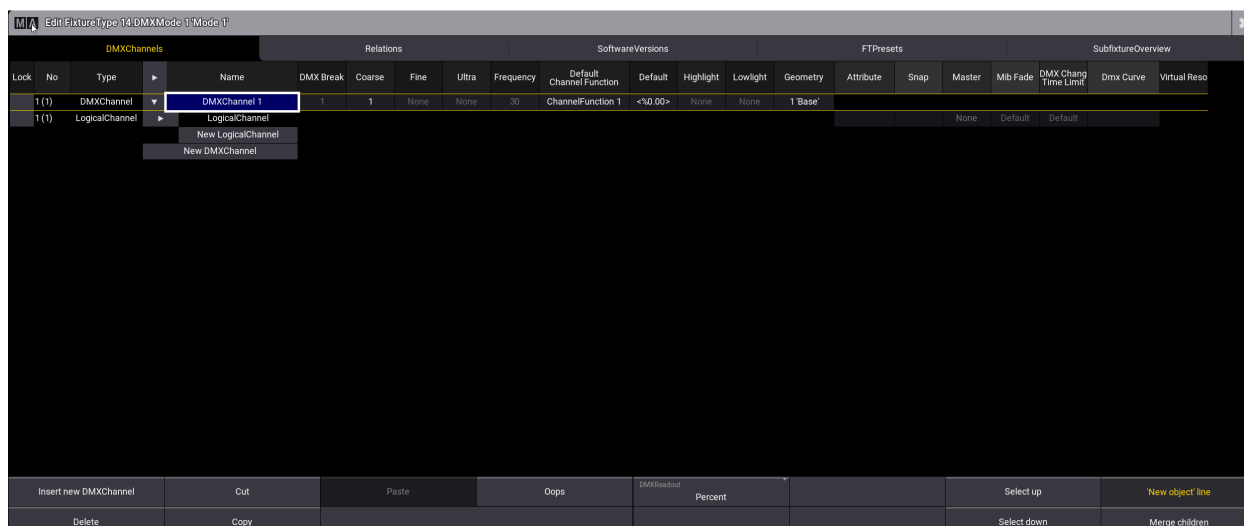 MA Edit FixtureType 14.DMXMode 1 'Mode 1'
DMXChannels Relations SoftwareVersions FTPresets SubfixtureOverview
Lock No Type Name DMX Break Coarse Fine Ultra Frequency Default Channel Function Default Highlight Lowlight Geometry Attribute Snap Master Mib Fade DMX Chang Time Limit Dmx Curve Virtual Reso
1 (1) DMXChannel DMXChannel 1 1 1 None None 30 ChannelFunction 1 <%0.00> None None 1 'Base'
1 (1) LogicalChannel LogicalChannel None Default Default
New LogicalChannel
New DMXChannel
Insert new DMXChannel Cut Paste Oops DMXReadout Percent Select up 'New object' line
Delete Copy Select down Merge children